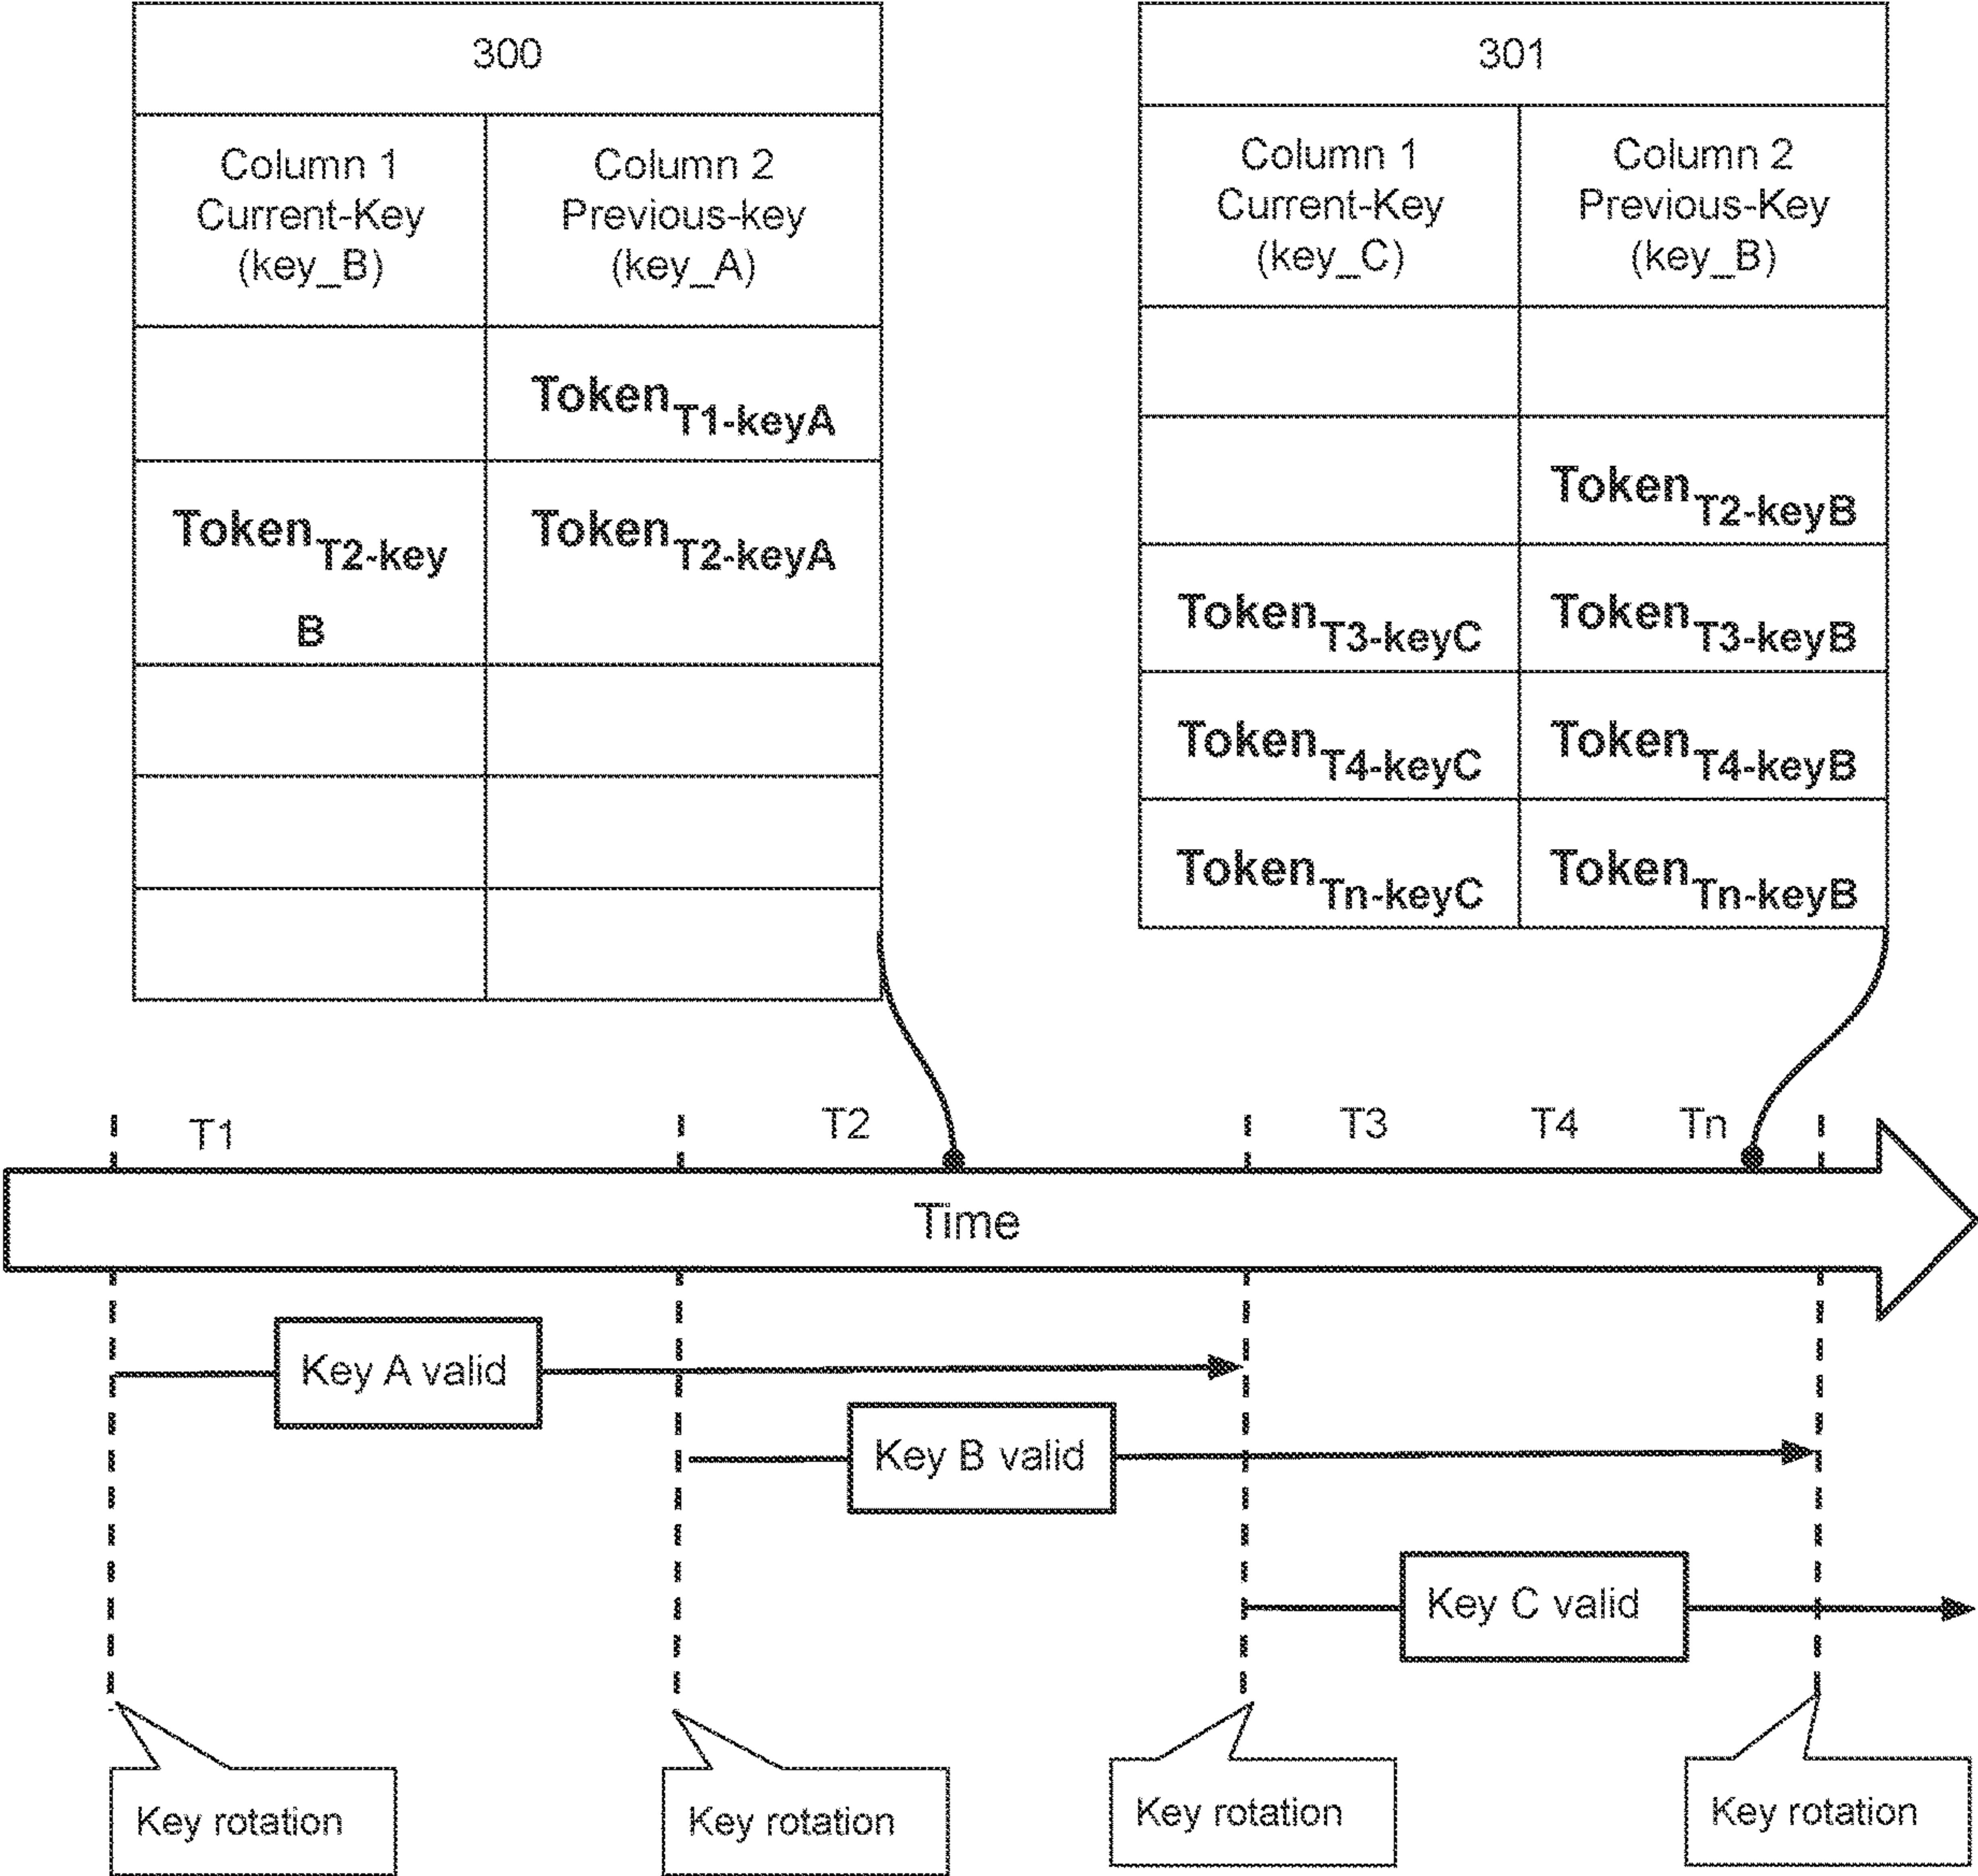 300
Column 1
Current-Key
(key_B)
Column 2
Previous-key
(key_A)
TokenT1-keyA
TokenT2-key
B
TokenT2-keyA
301
Column 1
Current-Key
(key_C)
Column 2
Previous-Key
(key_B)
TokenT2-keyB
TokenT3-keyC
TokenT3-keyB
TokenT4-keyC
TokenT4-keyB
TokenTn-keyC
TokenTn-keyB
T1
T2
T3
T4
Tn
Time
Key A valid
Key B valid
Key C valid
Key rotation
Key rotation
Key rotation
Key rotation